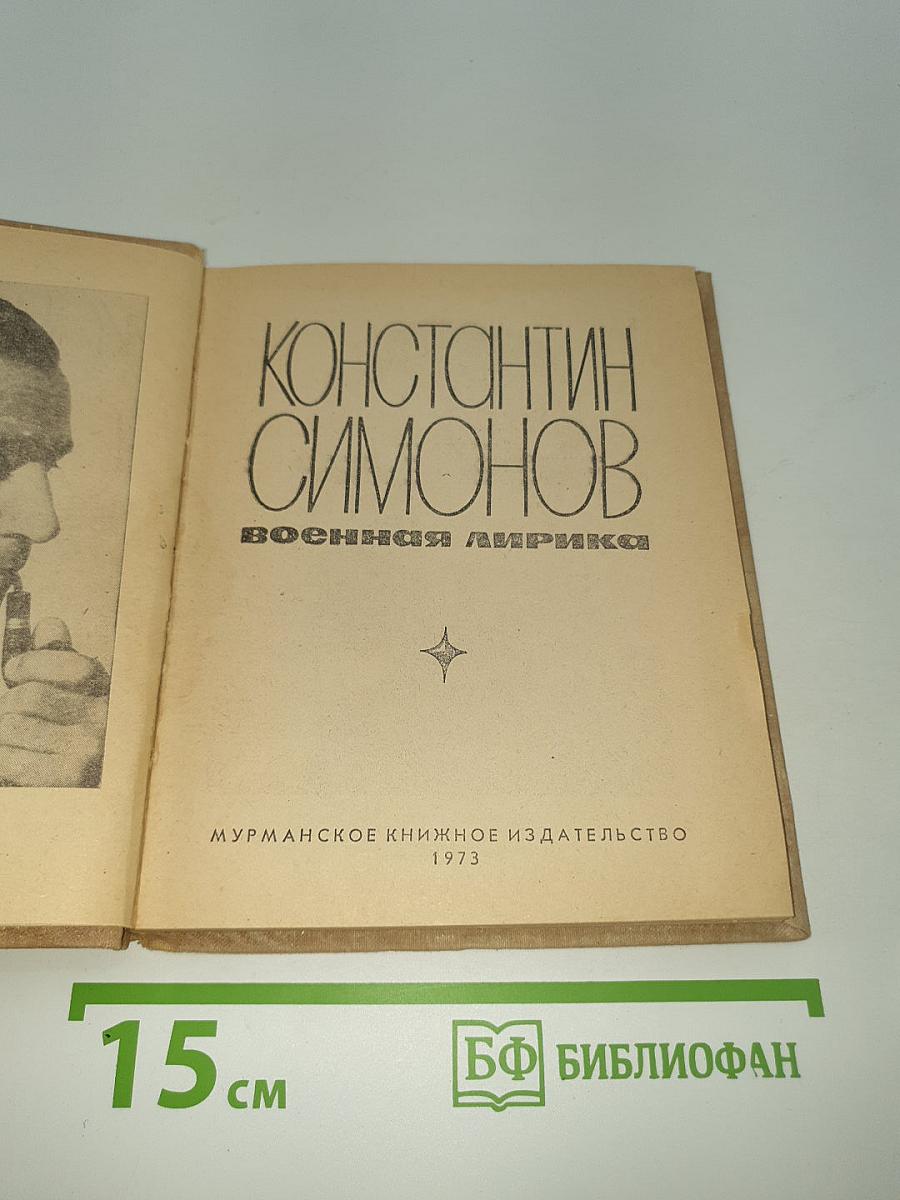 КОНСТАНТИН
СИМОНОВ
ВОЕННАЯ ЛИРИКА
МУРМАНСКОЕ КНИЖНОЕ ИЗДАТЕЛЬСТВО
1973
15 см
БФ БИБЛИОФАН